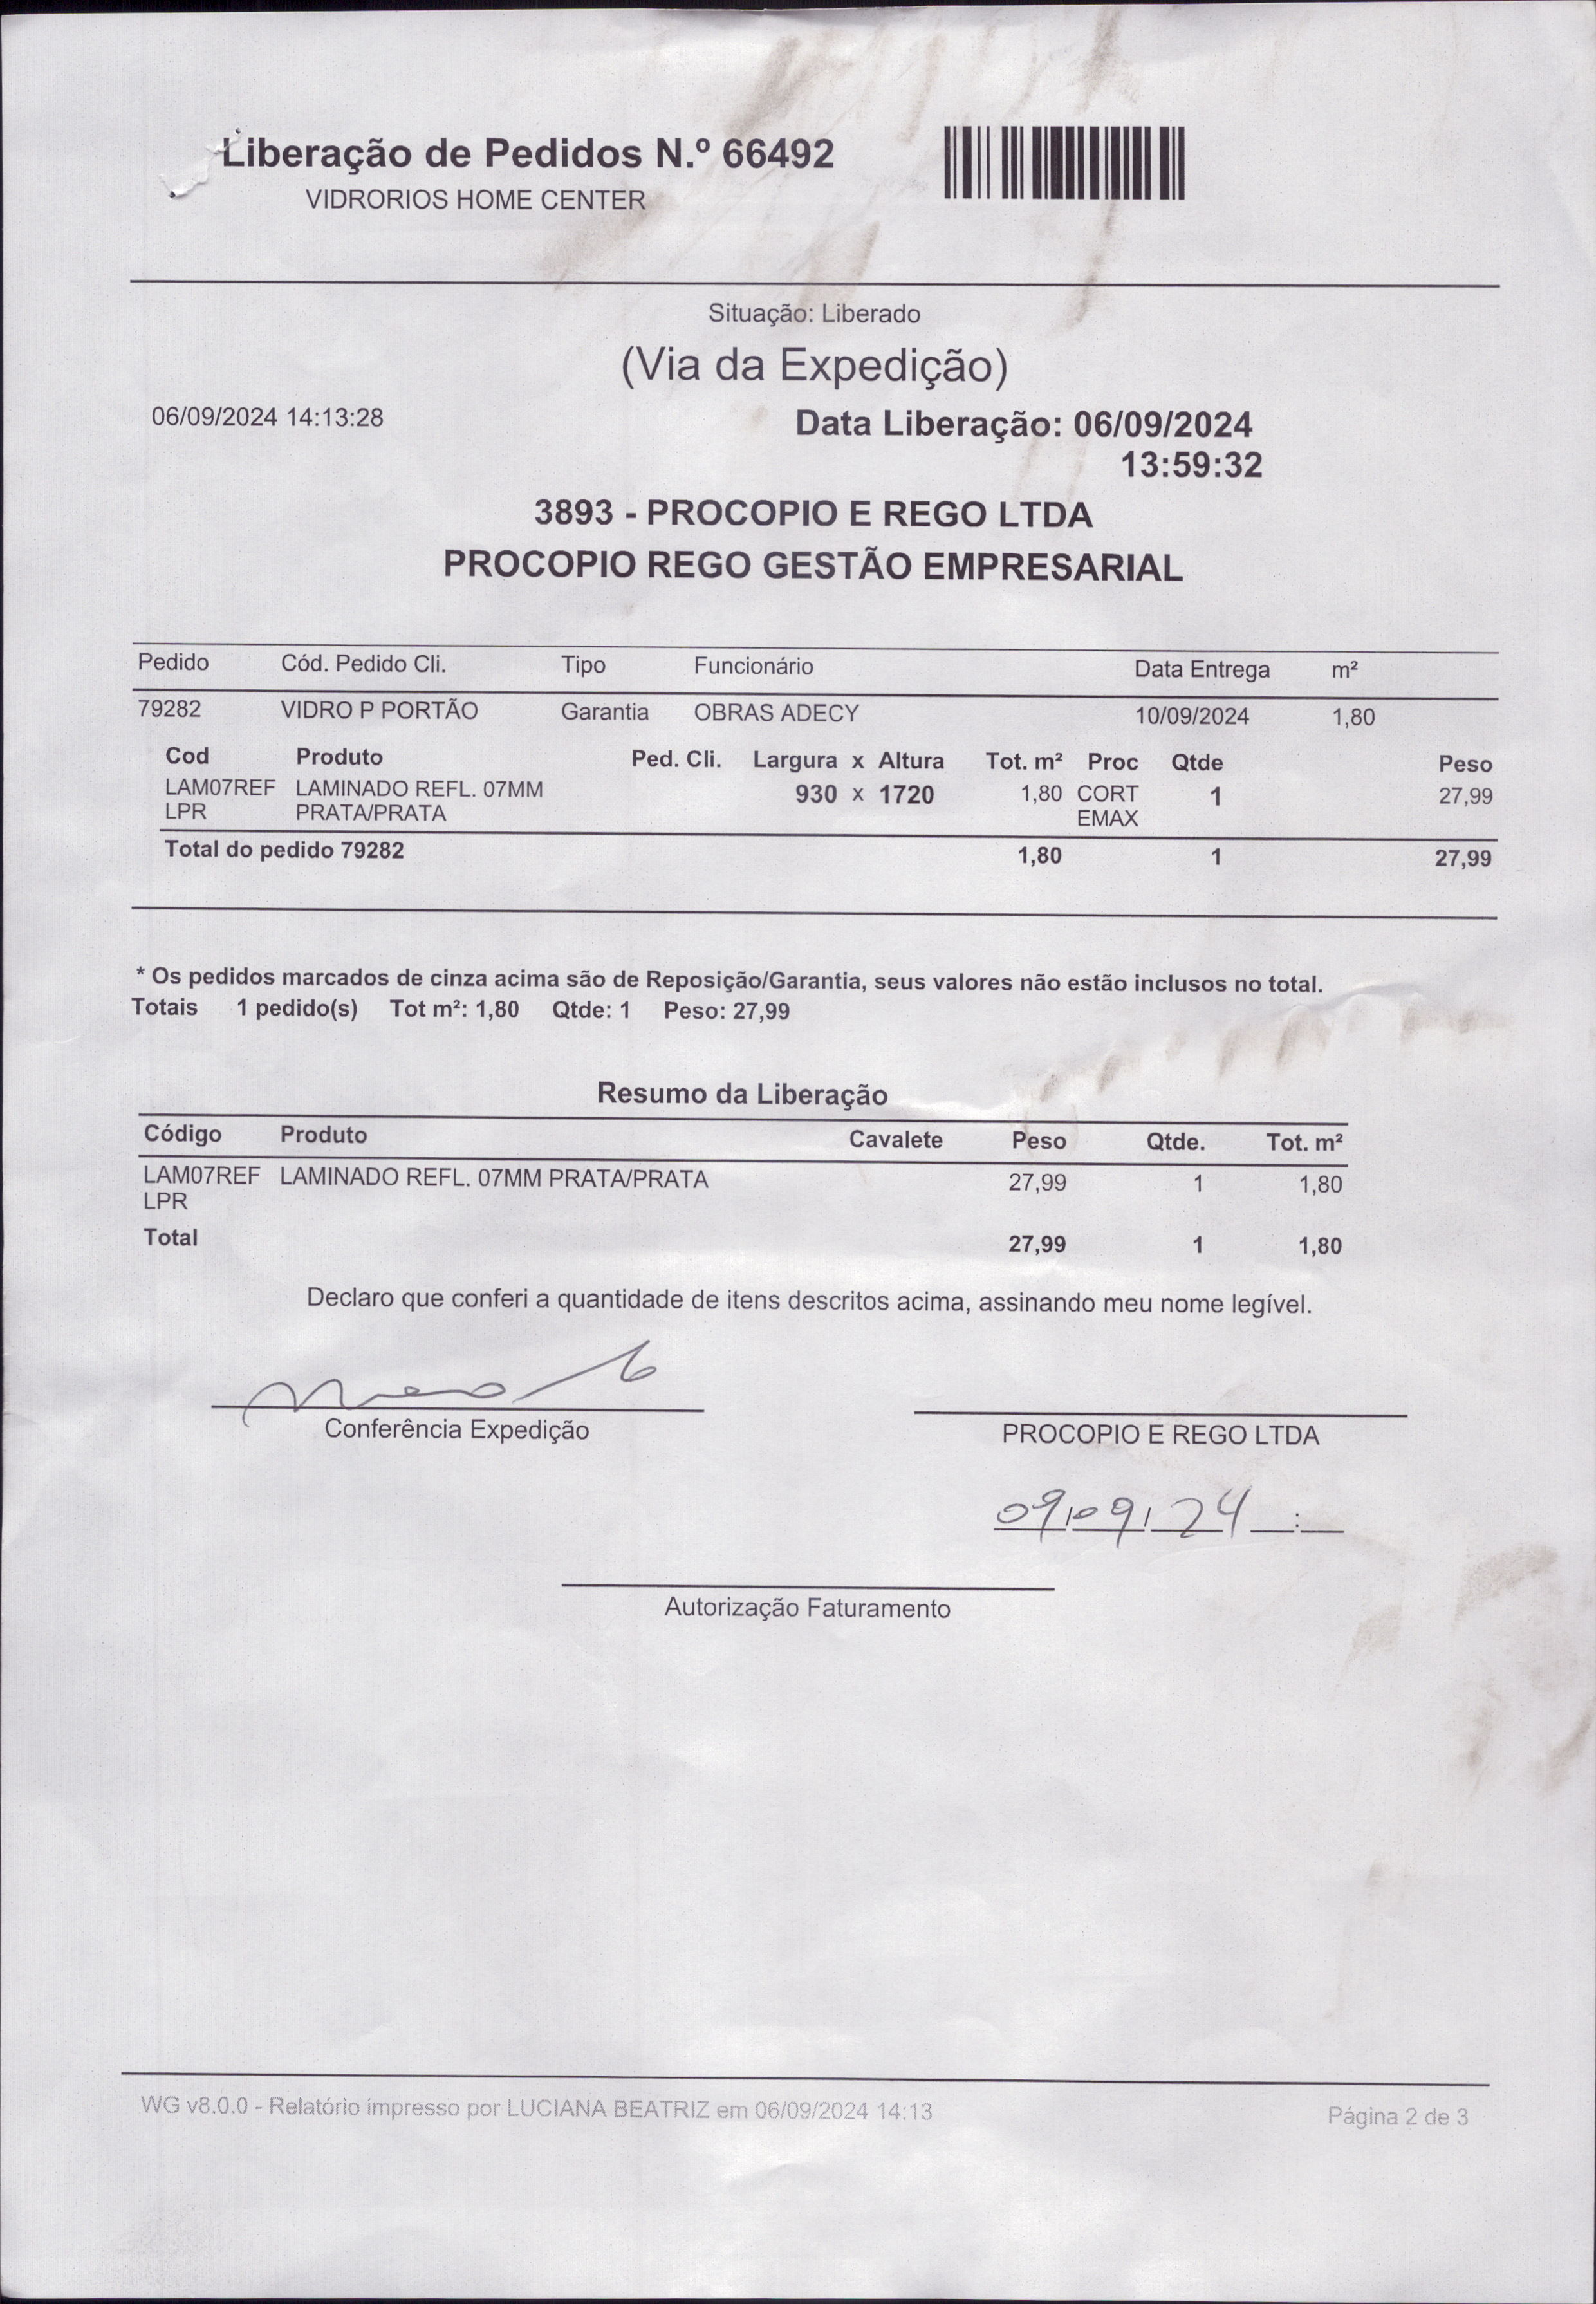 Liberação de Pedidos N.º 66492
VIDRORIOS HOME CENTER
Situação: Liberado
(Via da Expedição)
06/09/2024 14:13:28
Data Liberação: 06/09/2024
13:59:32
3893 - PROCOPIO E REGO LTDA
PROCOPIO REGO GESTÃO EMPRESARIAL
Pedido Cód. Pedido Cli. Tipo Funcionário Data Entrega m²
79282 VIDRO P PORTÃO Garantia OBRAS ADECY 10/09/2024 1,80
Cod Produto Ped. Cli. Largura x Altura Tot. m² Proc Qtde Peso
LAM07REF LAMINADO REFL. 07MM 930 x 1720 1,80 CORT 1 27,99
LPR PRATA/PRATA EMAX
Total do pedido 79282 1,80 1 27,99
* Os pedidos marcados de cinza acima são de Reposição/Garantia, seus valores não estão inclusos no total.
Totais 1 pedido(s) Tot m²: 1,80 Qtde: 1 Peso: 27,99
Resumo da Liberação
Código Produto Cavalete Peso Qtde. Tot. m²
LAM07REF LAMINADO REFL. 07MM PRATA/PRATA 27,99 1 1,80
LPR
Total 27,99 1 1,80
Declaro que conferi a quantidade de itens descritos acima, assinando meu nome legível.
Conferência Expedição
PROCOPIO E REGO LTDA
09/09/24 __:__
Autorização Faturamento
WG v8.0.0 - Relatório impresso por LUCIANA BEATRIZ em 06/09/2024 14:13
Página 2 de 3